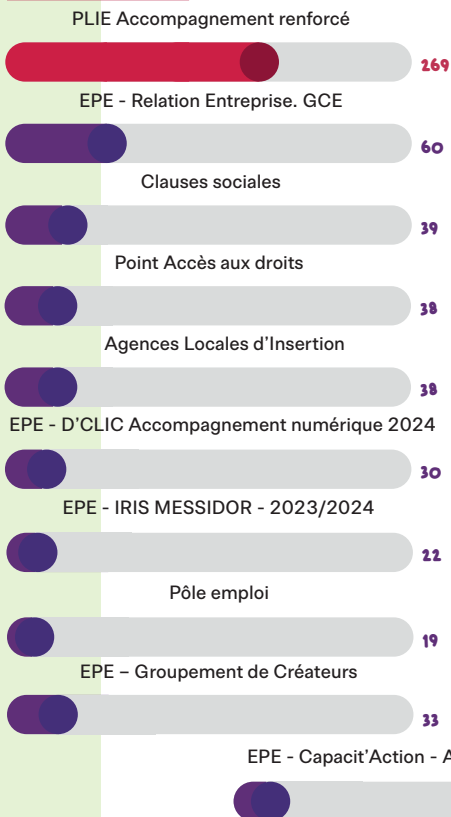 PLIE Accompagnement renforcé
269
EPE - Relation Entreprise. GCE
60
Clauses sociales
39
Point Accès aux droits
38
Agences Locales d'Insertion
38
EPE - D'CLIC Accompagnement numérique 2024
30
EPE - IRIS MESSIDOR - 2023/2024
22
Pôle emploi
19
EPE – Groupement de Créateurs
33
EPE - Capacit'Action - A